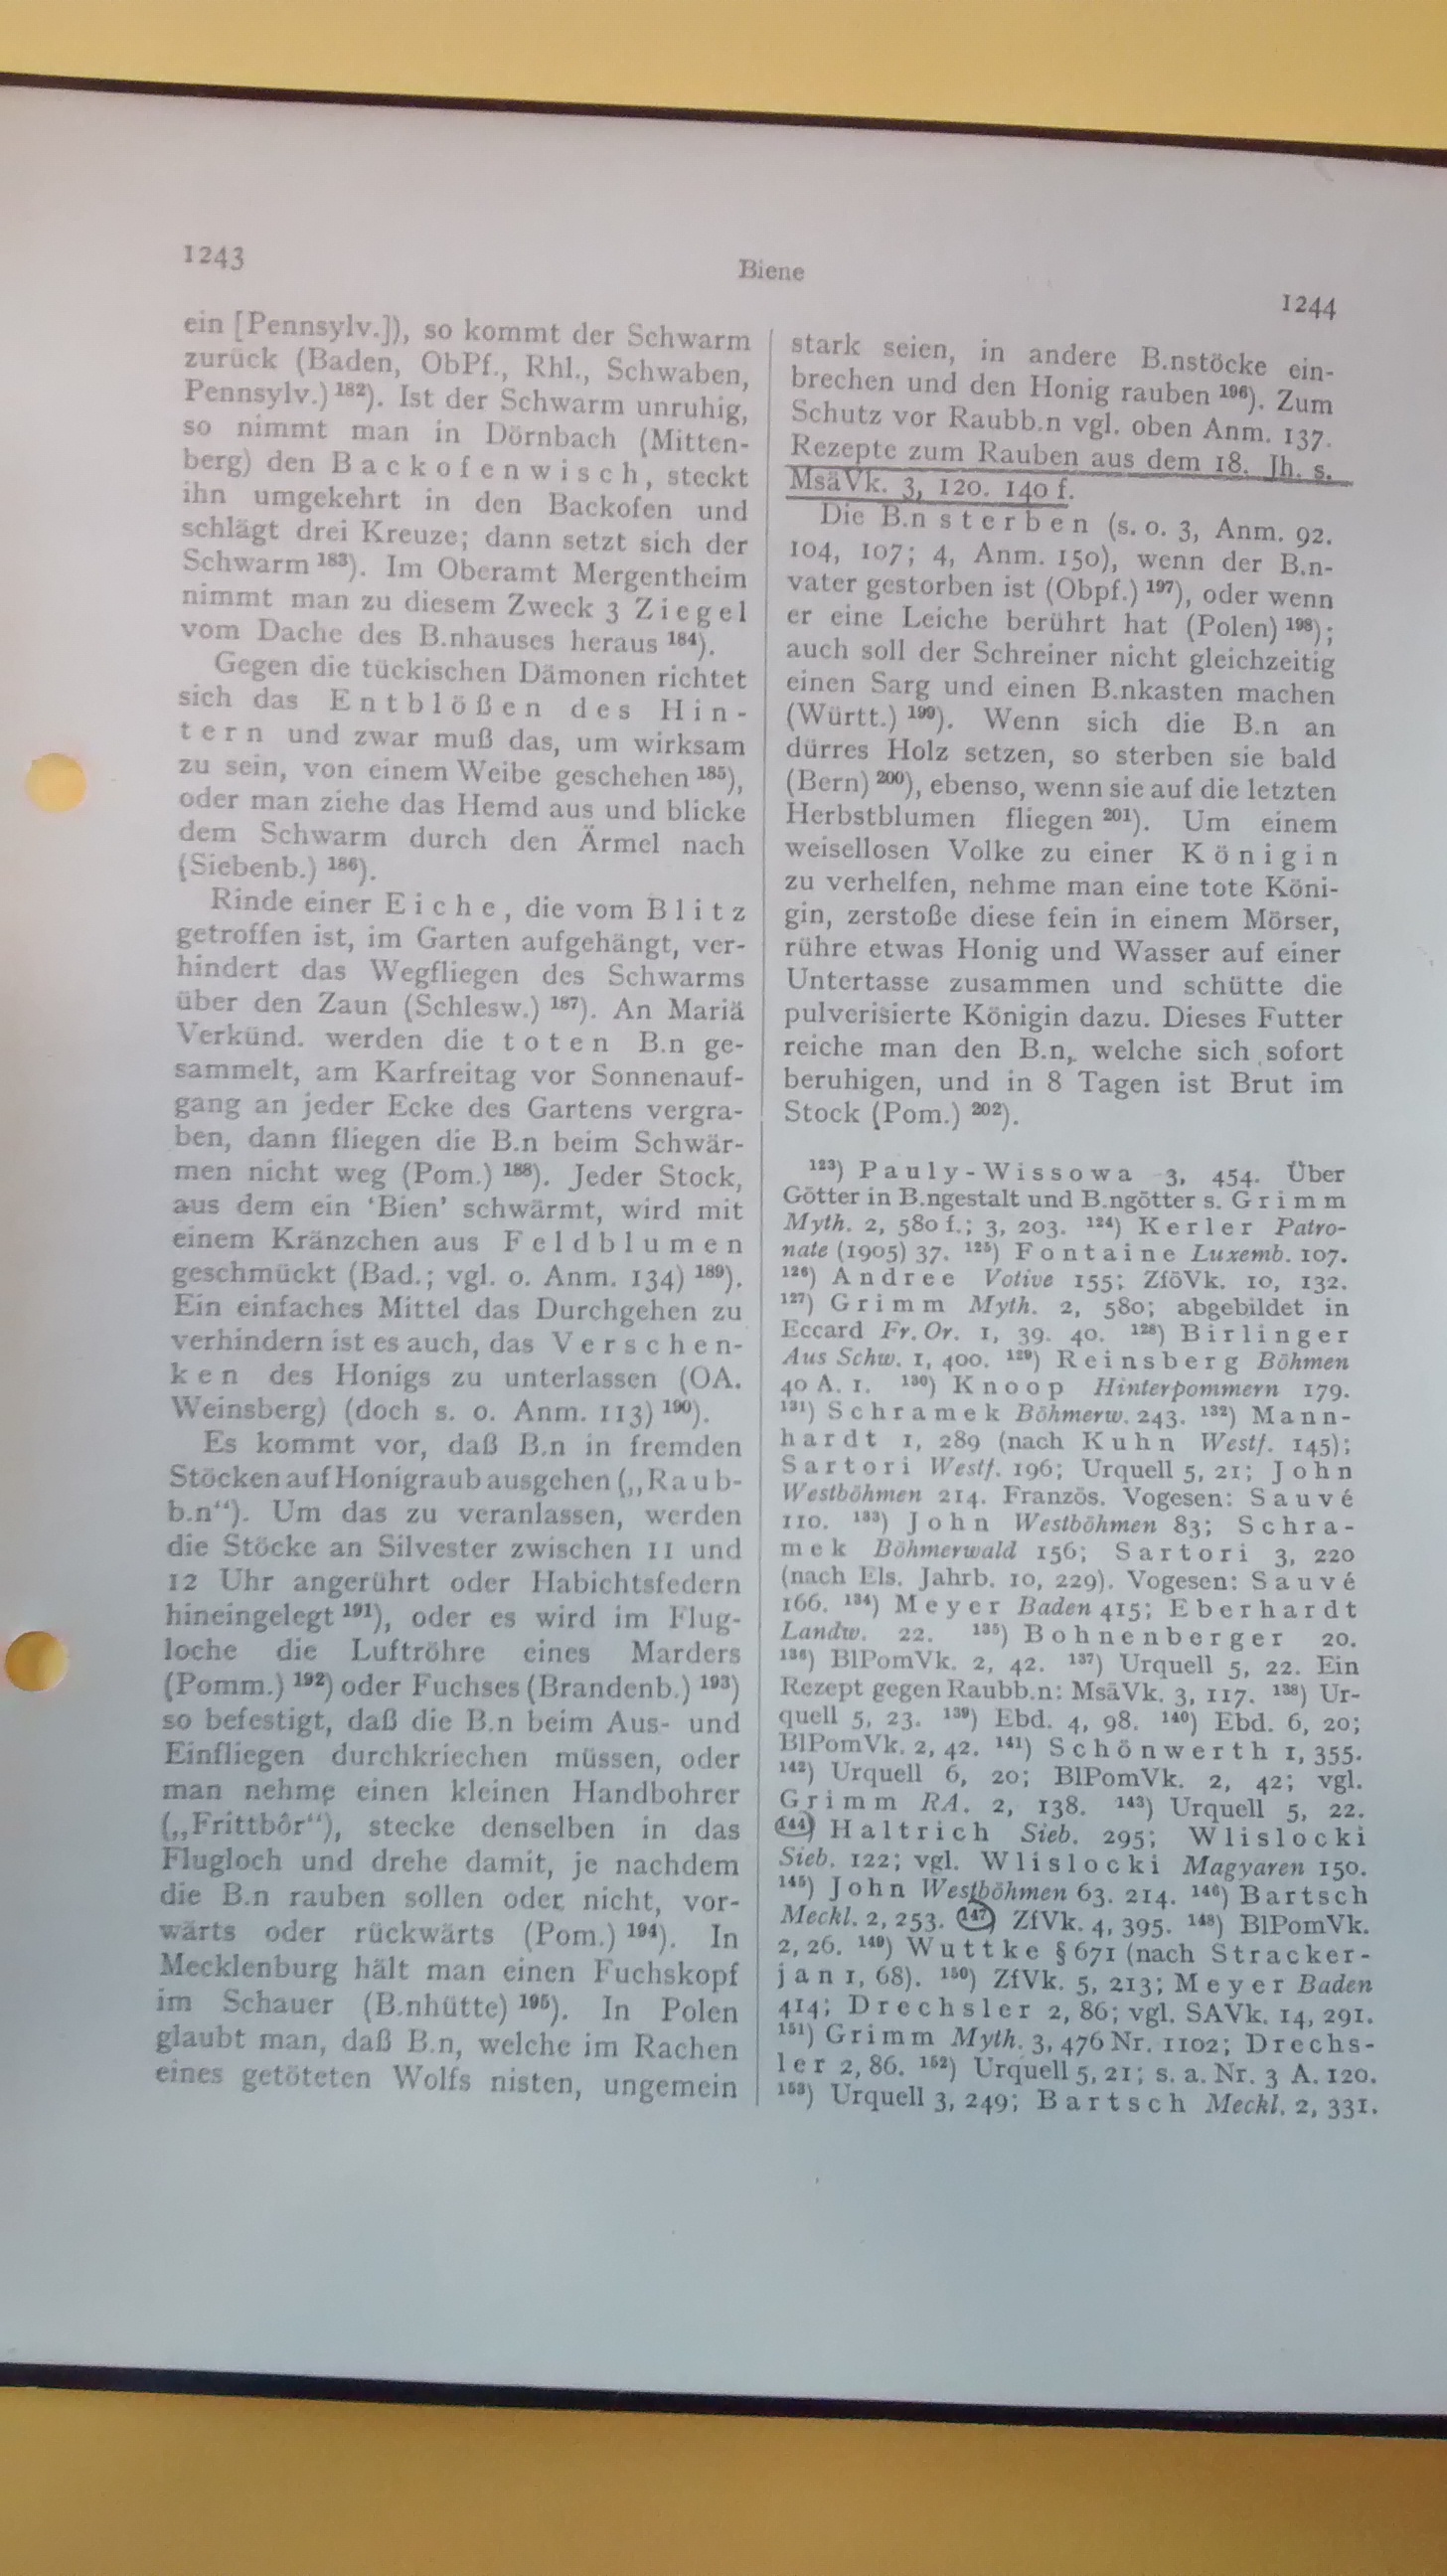 1243
Biene
1244
ein [Pennsylv.]), so kommt der Schwarm
zurück (Baden, ObPf., Rhl., Schwaben,
Pennsylv.) 182). Ist der Schwarm unruhig,
so nimmt man in Dörnbach (Mitten-
berg) den Backofenwisch, steckt
ihn umgekehrt in den Backofen und
schlägt drei Kreuze; dann setzt sich der
Schwarm 183). Im Oberamt Mergentheim
nimmt man zu diesem Zweck 3 Ziegel
vom Dache des B.nhauses heraus 184).
Gegen die tückischen Dämonen richtet
sich das Entblößen des Hin-
tern und zwar muß das, um wirksam
zu sein, von einem Weibe geschehen 185),
oder man ziehe das Hemd aus und blicke
dem Schwarm durch den Ärmel nach
(Siebenb.) 186).
Rinde einer Eiche, die vom Blitz
getroffen ist, im Garten aufgehängt, ver-
hindert das Wegfliegen des Schwarms
über den Zaun (Schlesw.) 187). An Mariä
Verkünd. werden die toten B.n ge-
sammelt, am Karfreitag vor Sonnenauf-
gang an jeder Ecke des Gartens vergra-
ben, dann fliegen die B.n beim Schwär-
men nicht weg (Pom.) 188). Jeder Stock,
aus dem ein ‘Bien’ schwärmt, wird mit
einem Kränzchen aus Feldblumen
geschmückt (Bad.; vgl. o. Anm. 134) 189).
Ein einfaches Mittel das Durchgehen zu
verhindern ist es auch, das Verschen-
ken des Honigs zu unterlassen (OA.
Weinsberg) (doch s. o. Anm. 113) 190).
Es kommt vor, daß B.n in fremden
Stöcken auf Honigraub ausgehen („Raub-
b.n“). Um das zu veranlassen, werden
die Stöcke an Silvester zwischen 11 und
12 Uhr angerührt oder Habichtsfedern
hineingelegt 191), oder es wird im Flug-
loche die Luftröhre eines Marders
(Pomm.) 192) oder Fuchses (Brandenb.) 193)
so befestigt, daß die B.n beim Aus- und
Einfliegen durchkriechen müssen, oder
man nehme einen kleinen Handbohrer
(„Frittbôr“), stecke denselben in das
Flugloch und drehe damit, je nachdem
die B.n rauben sollen oder nicht, vor-
wärts oder rückwärts (Pom.) 194). In
Mecklenburg hält man einen Fuchskopf
im Schauer (B.nhütte) 195). In Polen
glaubt man, daß B.n, welche im Rachen
eines getöteten Wolfs nisten, ungemein
stark seien, in andere B.nstöcke ein-
brechen und den Honig rauben 196). Zum
Schutz vor Raubb.n vgl. oben Anm. 137.
Rezepte zum Rauben aus dem 18. Jh. s.
MsäVk. 3, 120. 140 f.
Die B.n sterben (s. o. 3, Anm. 92.
104, 107; 4, Anm. 150), wenn der B.n-
vater gestorben ist (Obpf.) 197), oder wenn
er eine Leiche berührt hat (Polen) 198);
auch soll der Schreiner nicht gleichzeitig
einen Sarg und einen B.nkasten machen
(Württ.) 199). Wenn sich die B.n an
dürres Holz setzen, so sterben sie bald
(Bern) 200), ebenso, wenn sie auf die letzten
Herbstblumen fliegen 201). Um einem
weisellosen Volke zu einer Königin
zu verhelfen, nehme man eine tote Köni-
gin, zerstoße diese fein in einem Mörser,
rühre etwas Honig und Wasser auf einer
Untertasse zusammen und schütte die
pulverisierte Königin dazu. Dieses Futter
reiche man den B.n, welche sich sofort
beruhigen, und in 8 Tagen ist Brut im
Stock (Pom.) 202).
123) Pauly-Wissowa 3, 454. Über
Götter in B.ngestalt und B.ngötter s. Grimm
Myth. 2, 580 f.; 3, 203. 124) Kerler Patro-
nate (1905) 37. 125) Fontaine Luxemb. 107.
126) Andree Votive 155; ZföVk. 10, 132.
127) Grimm Myth. 2, 580; abgebildet in
Eccard Fr. Or. 1, 39. 40. 128) Birlinger
Aus Schw. 1, 400. 129) Reinsberg Böhmen
40 A. 1. 130) Knoop Hinterpommern 179.
131) Schramek Böhmerw. 243. 132) Mann-
hardt 1, 289 (nach Kuhn Westf. 145);
Sartori Westf. 196; Urquell 5, 21; John
Westböhmen 214. Französ. Vogesen: Sauvé
110. 133) John Westböhmen 83; Schra-
mek Böhmerwald 156; Sartori 3, 220
(nach Els. Jahrb. 10, 229). Vogesen: Sauvé
166. 134) Meyer Baden 415; Eberhardt
Landw. 22. 135) Bohnenberger 20.
136) BlPomVk. 2, 42. 137) Urquell 5, 22. Ein
Rezept gegen Raubb.n: MsäVk. 3, 117. 138) Ur-
quell 5, 23. 139) Ebd. 4, 98. 140) Ebd. 6, 20;
BlPomVk. 2, 42. 141) Schönwerth 1, 355.
142) Urquell 6, 20; BlPomVk. 2, 42; vgl.
Grimm RA. 2, 138. 143) Urquell 5, 22.
144) Haltrich Sieb. 295; Wlislocki
Sieb. 122; vgl. Wlislocki Magyaren 150.
145) John Westböhmen 63. 214. 146) Bartsch
Meckl. 2, 253. 147) ZfVk. 4, 395. 148) BlPomVk.
2, 26. 149) Wuttke § 671 (nach Stracker-
jan 1, 68). 150) ZfVk. 5, 213; Meyer Baden
414; Drechsler 2, 86; vgl. SAVk. 14, 291.
151) Grimm Myth. 3, 476 Nr. 1102; Drechs-
ler 2, 86. 152) Urquell 5, 21; s. a. Nr. 3 A. 120.
153) Urquell 3, 249; Bartsch Meckl. 2, 331.